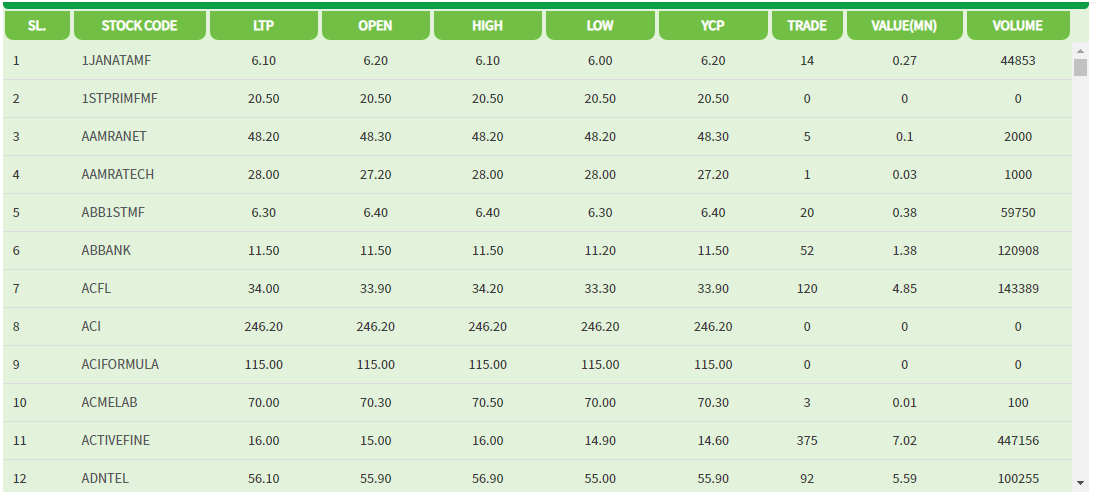 SL. STOCK CODE LTP OPEN HIGH LOW YCP TRADE VALUE(MN) VOLUME
1 1JANATAMF 6.10 6.20 6.10 6.00 6.20 14 0.27 44853
2 1STPRIMFMF 20.50 20.50 20.50 20.50 20.50 0 0 0
3 AAMRANET 48.20 48.30 48.20 48.20 48.30 5 0.1 2000
4 AAMRATECH 28.00 27.20 28.00 28.00 27.20 1 0.03 1000
5 ABB1STMF 6.30 6.40 6.40 6.30 6.40 20 0.38 59750
6 ABBANK 11.50 11.50 11.50 11.20 11.50 52 1.38 120908
7 ACFL 34.00 33.90 34.20 33.30 33.90 120 4.85 143389
8 ACI 246.20 246.20 246.20 246.20 246.20 0 0 0
9 ACIFORMULA 115.00 115.00 115.00 115.00 115.00 0 0 0
10 ACMELAB 70.00 70.30 70.50 70.00 70.30 3 0.01 100
11 ACTIVEFINE 16.00 15.00 16.00 14.90 14.60 375 7.02 447156
12 ADNTEL 56.10 55.90 56.90 55.00 55.90 92 5.59 100255